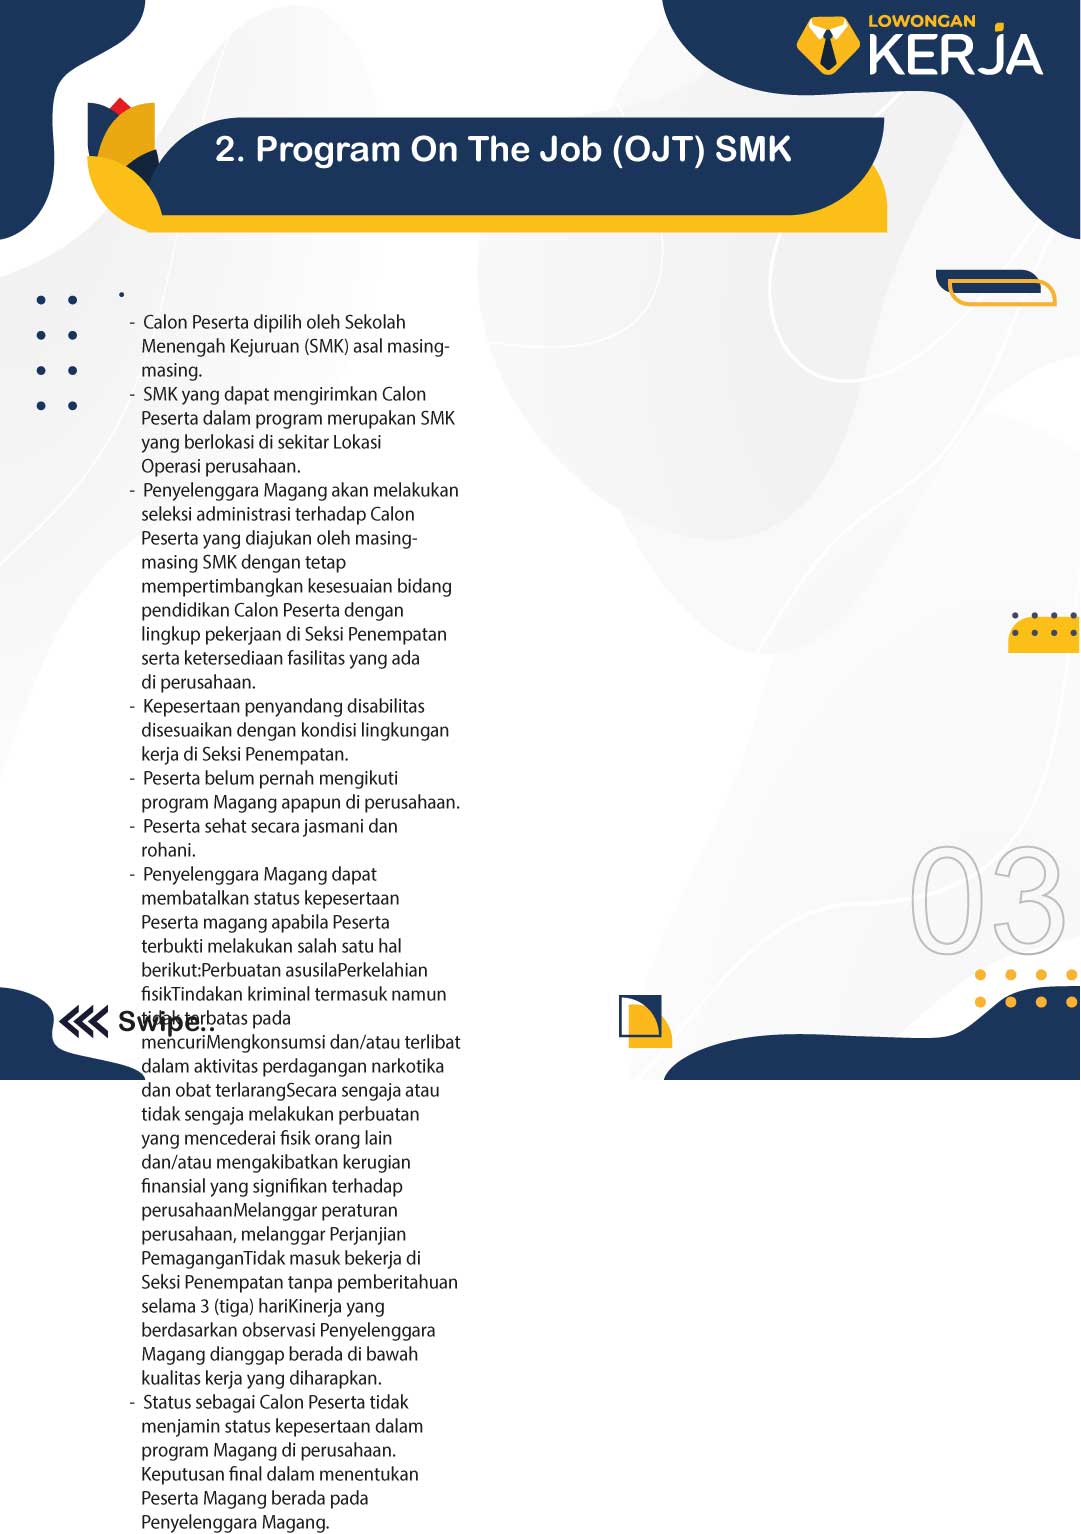 LOWONGAN
KERJA
2. Program On The Job (OJT) SMK
- Calon Peserta dipilih oleh Sekolah
Menengah Kejuruan (SMK) asal masing-
masing.
- SMK yang dapat mengirimkan Calon
Peserta dalam program merupakan SMK
yang berlokasi di sekitar Lokasi
Operasi perusahaan.
- Penyelenggara Magang akan melakukan
seleksi administrasi terhadap Calon
Peserta yang diajukan oleh masing-
masing SMK dengan tetap
mempertimbangkan kesesuaian bidang
pendidikan Calon Peserta dengan
lingkup pekerjaan di Seksi Penempatan
serta ketersediaan fasilitas yang ada
di perusahaan.
- Kepesertaan penyandang disabilitas
disesuaikan dengan kondisi lingkungan
kerja di Seksi Penempatan.
- Peserta belum pernah mengikuti
program Magang apapun di perusahaan.
- Peserta sehat secara jasmani dan
rohani.
- Penyelenggara Magang dapat
membatalkan status kepesertaan
Peserta magang apabila Peserta
terbukti melakukan salah satu hal
berikut:Perbuatan asusilaPerkelahian
fisikTindakan kriminal termasuk namun
tidak terbatas pada
mencuriMengkonsumsi dan/atau terlibat
dalam aktivitas perdagangan narkotika
dan obat terlarangSecara sengaja atau
tidak sengaja melakukan perbuatan
yang mencederai fisik orang lain
dan/atau mengakibatkan kerugian
finansial yang signifikan terhadap
perusahaanMelanggar peraturan
perusahaan, melanggar Perjanjian
PemaganganTidak masuk bekerja di
Seksi Penempatan tanpa pemberitahuan
selama 3 (tiga) hariKinerja yang
berdasarkan observasi Penyelenggara
Magang dianggap berada di bawah
kualitas kerja yang diharapkan.
- Status sebagai Calon Peserta tidak
menjamin status kepesertaan dalam
program Magang di perusahaan.
Keputusan final dalam menentukan
Peserta Magang berada pada
Penyelenggara Magang.
03
Swipe..